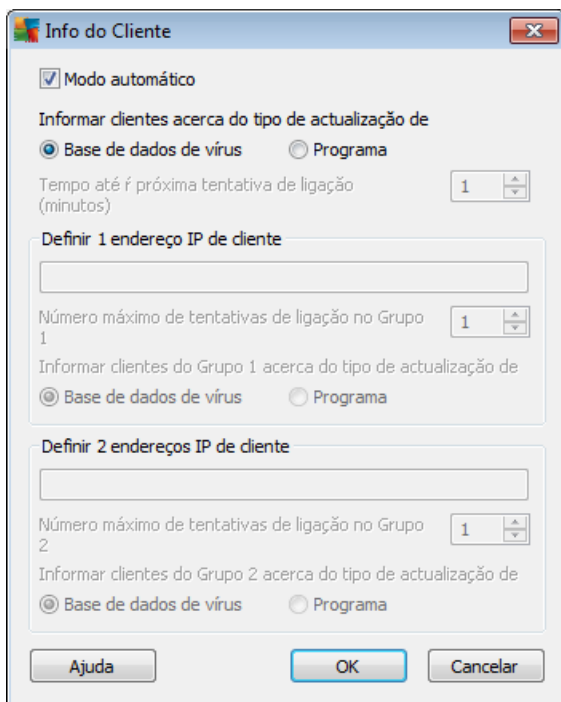 Info do Cliente
Modo automático
Informar clientes acerca do tipo de actualização de
Base de dados de vírus Programa
Tempo até ŕ próxima tentativa de ligação
(minutos)
1
Definir 1 endereço IP de cliente
Número máximo de tentativas de ligação no Grupo
1
1
Informar clientes do Grupo 1 acerca do tipo de actualização de
Base de dados de vírus Programa
Definir 2 endereços IP de cliente
Número máximo de tentativas de ligação no Grupo
2
1
Informar clientes do Grupo 2 acerca do tipo de actualização de
Base de dados de vírus Programa
Ajuda OK Cancelar